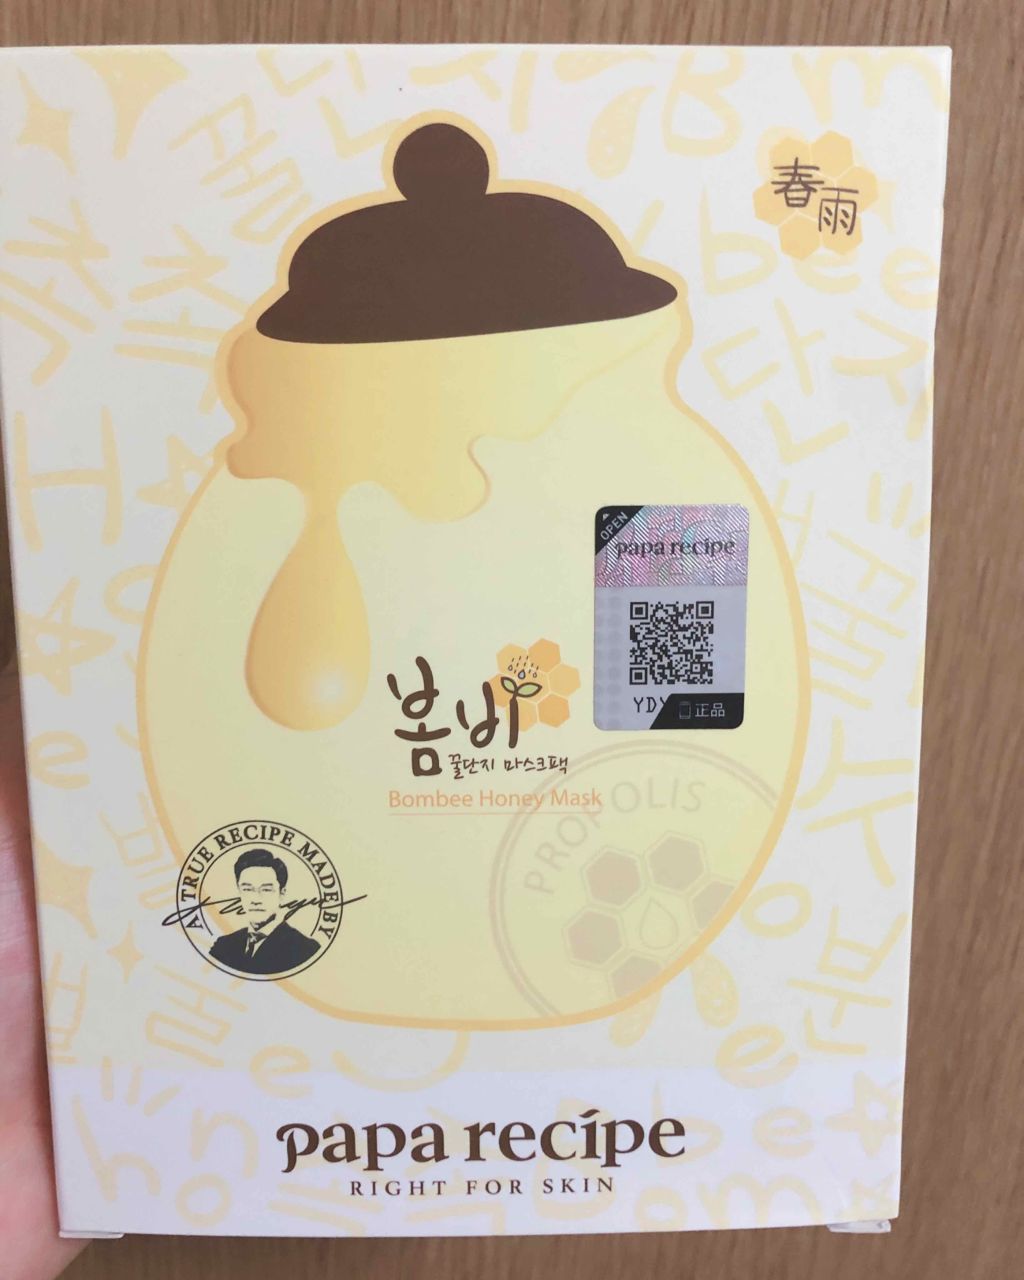 春雨
OPEN
papa recipe
YDY
正品
봄비
꿀단지 마스크팩
Bombee Honey Mask
PROPOLIS
A TRUE RECIPE MADE BY
papa recipe
RIGHT FOR SKIN